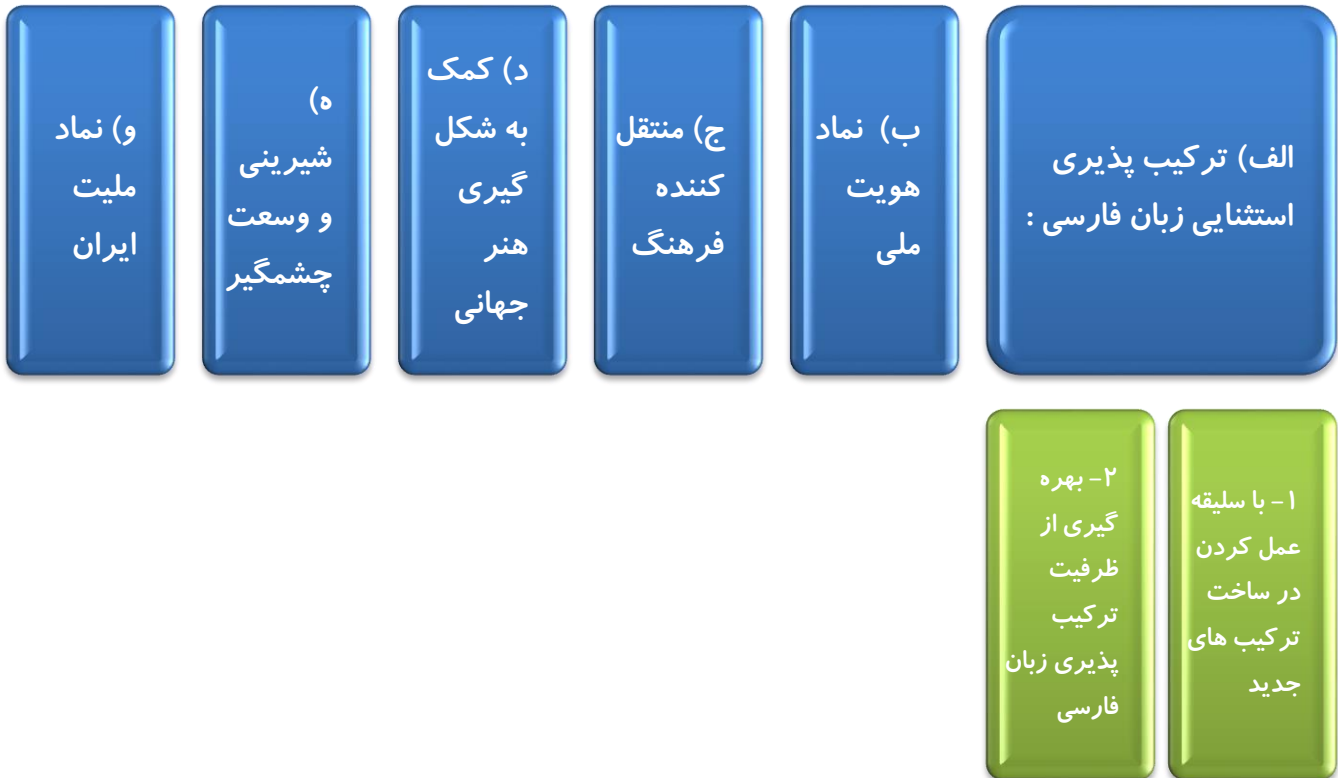 الف) ترکیب پذیری
استثنایی زبان فارسی :
ب) نماد
هویت
ملی
ج) منتقل
کننده
فرهنگ
د) کمک
به شکل
گیری
هنر
جهانی
ه)
شیرینی
و وسعت
چشمگیر
و) نماد
ملیت
ایران
۱- با سلیقه
عمل کردن
در ساخت
ترکیب های
جدید
۲- بهره
گیری از
ظرفیت
ترکیب
پذیری زبان
فارسی